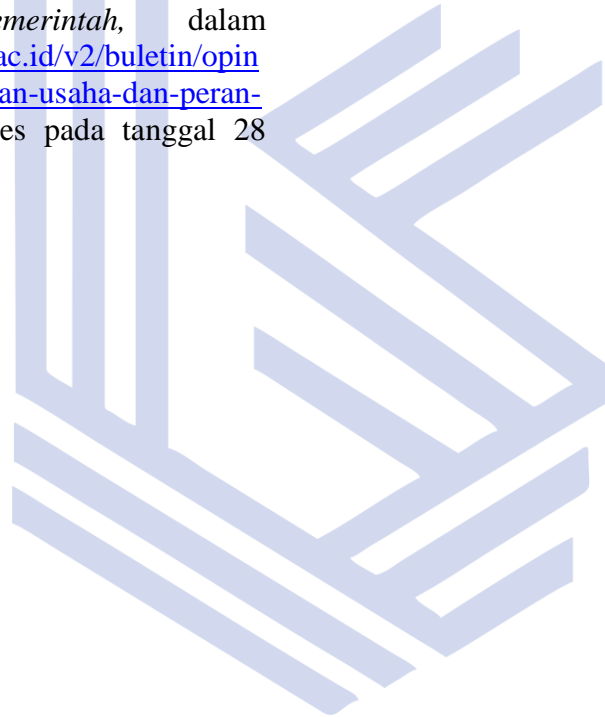 emerintah, dalam
ac.id/v2/buletin/opin
an-usaha-dan-peran-
es pada tanggal 28